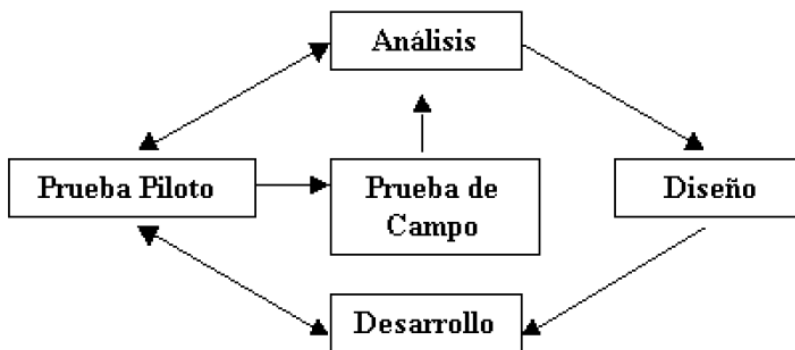 Análisis
Prueba Piloto
Prueba de
Campo
Diseño
Desarrollo